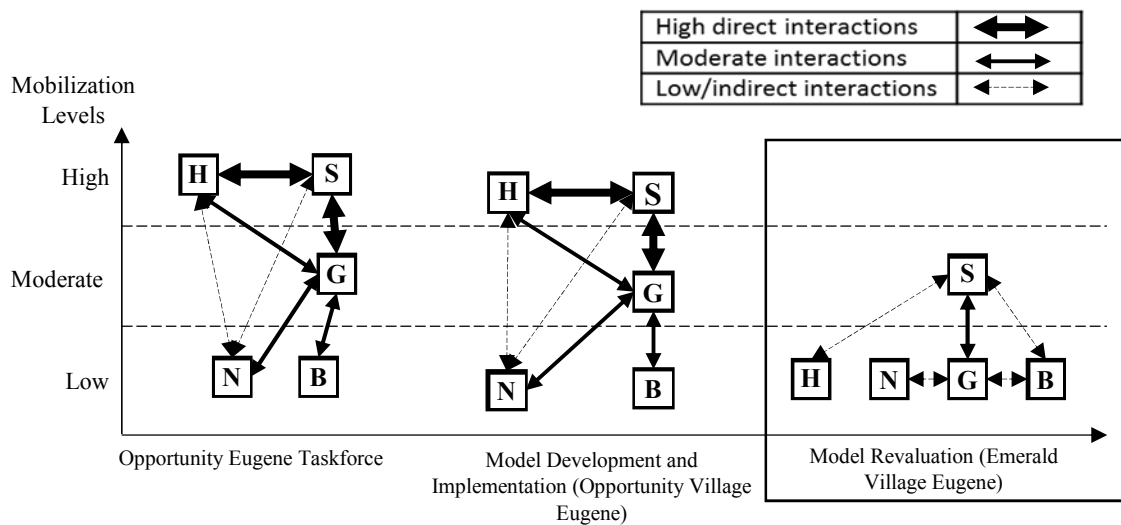 High direct interactions
Moderate interactions
Low/indirect interactions
Mobilization
Levels
High
Moderate
Low
H
S
G
N
B
H
S
G
N
B
S
H
N
G
B
Opportunity Eugene Taskforce
Model Development and
Implementation (Opportunity Village
Eugene)
Model Revaluation (Emerald
Village Eugene)